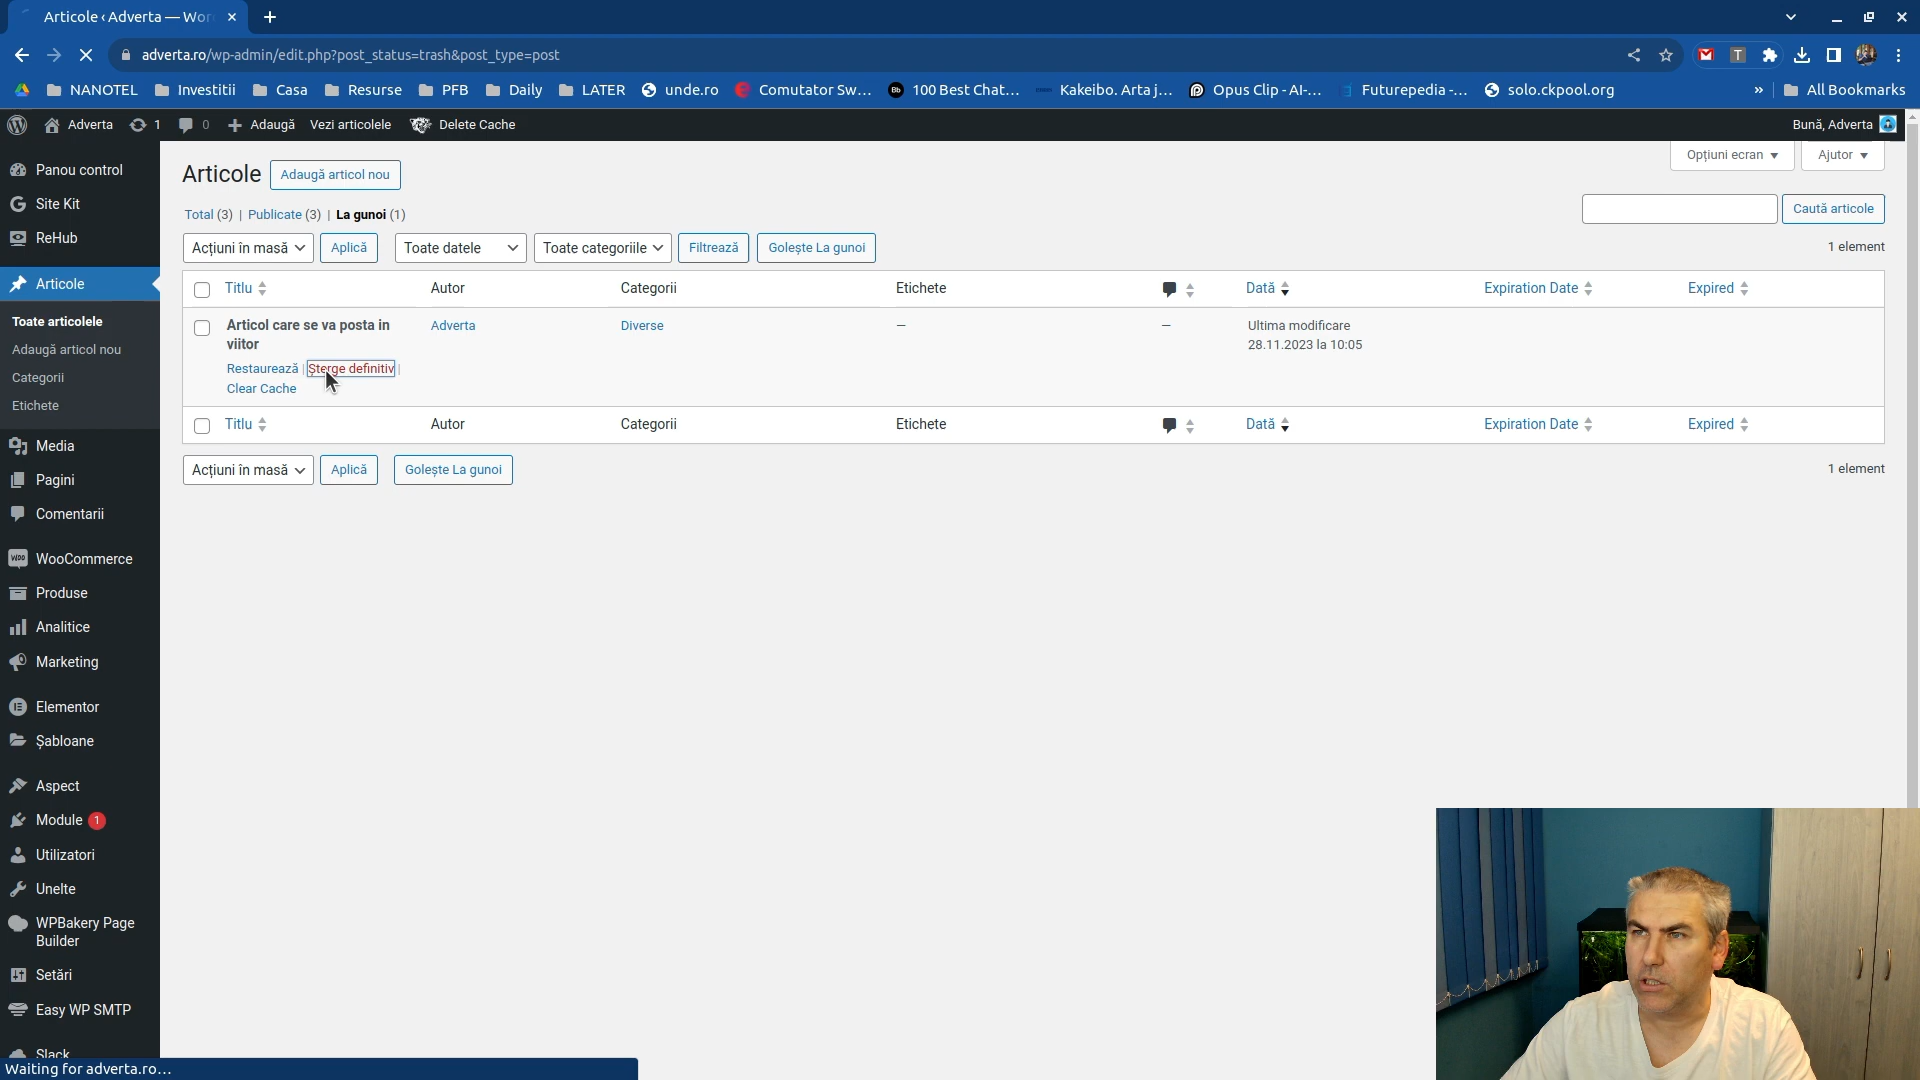 Articole ‹ Adverta — Wor
adverta.ro/wp-admin/edit.php?post_status=trash&post_type=post
NANOTEL Investitii Casa Resurse PFB Daily LATER unde.ro Comutator Sw... 100 Best Chat... Kakeibo. Arta j... Opus Clip - AI-... Futurepedia -... solo.ckpool.org » All Bookmarks
Adverta 1 0 Adaugă Vezi articolele Delete Cache Bună, Adverta
Panou control
Site Kit
ReHub
Articole
Toate articolele
Adaugă articol nou
Categorii
Etichete
Media
Pagini
Comentarii
WooCommerce
Produse
Analitice
Marketing
Elementor
Șabloane
Aspect
Module 1
Utilizatori
Unelte
WPBakery Page
Builder
Setări
Easy WP SMTP
Slack
Opțiuni ecran Ajutor
Articole Adaugă articol nou
Total (3) | Publicate (3) | La gunoi (1)
Caută articole
Acțiuni în masă Aplică Toate datele Toate categoriile Filtrează Golește La gunoi 1 element
Titlu Autor Categorii Etichete Dată Expiration Date Expired
Articol care se va posta in
viitor
Adverta Diverse — —
Ultima modificare
28.11.2023 la 10:05
Restaurează | Șterge definitiv |
Clear Cache
Titlu Autor Categorii Etichete Dată Expiration Date Expired
Acțiuni în masă Aplică Golește La gunoi 1 element
Waiting for adverta.ro...